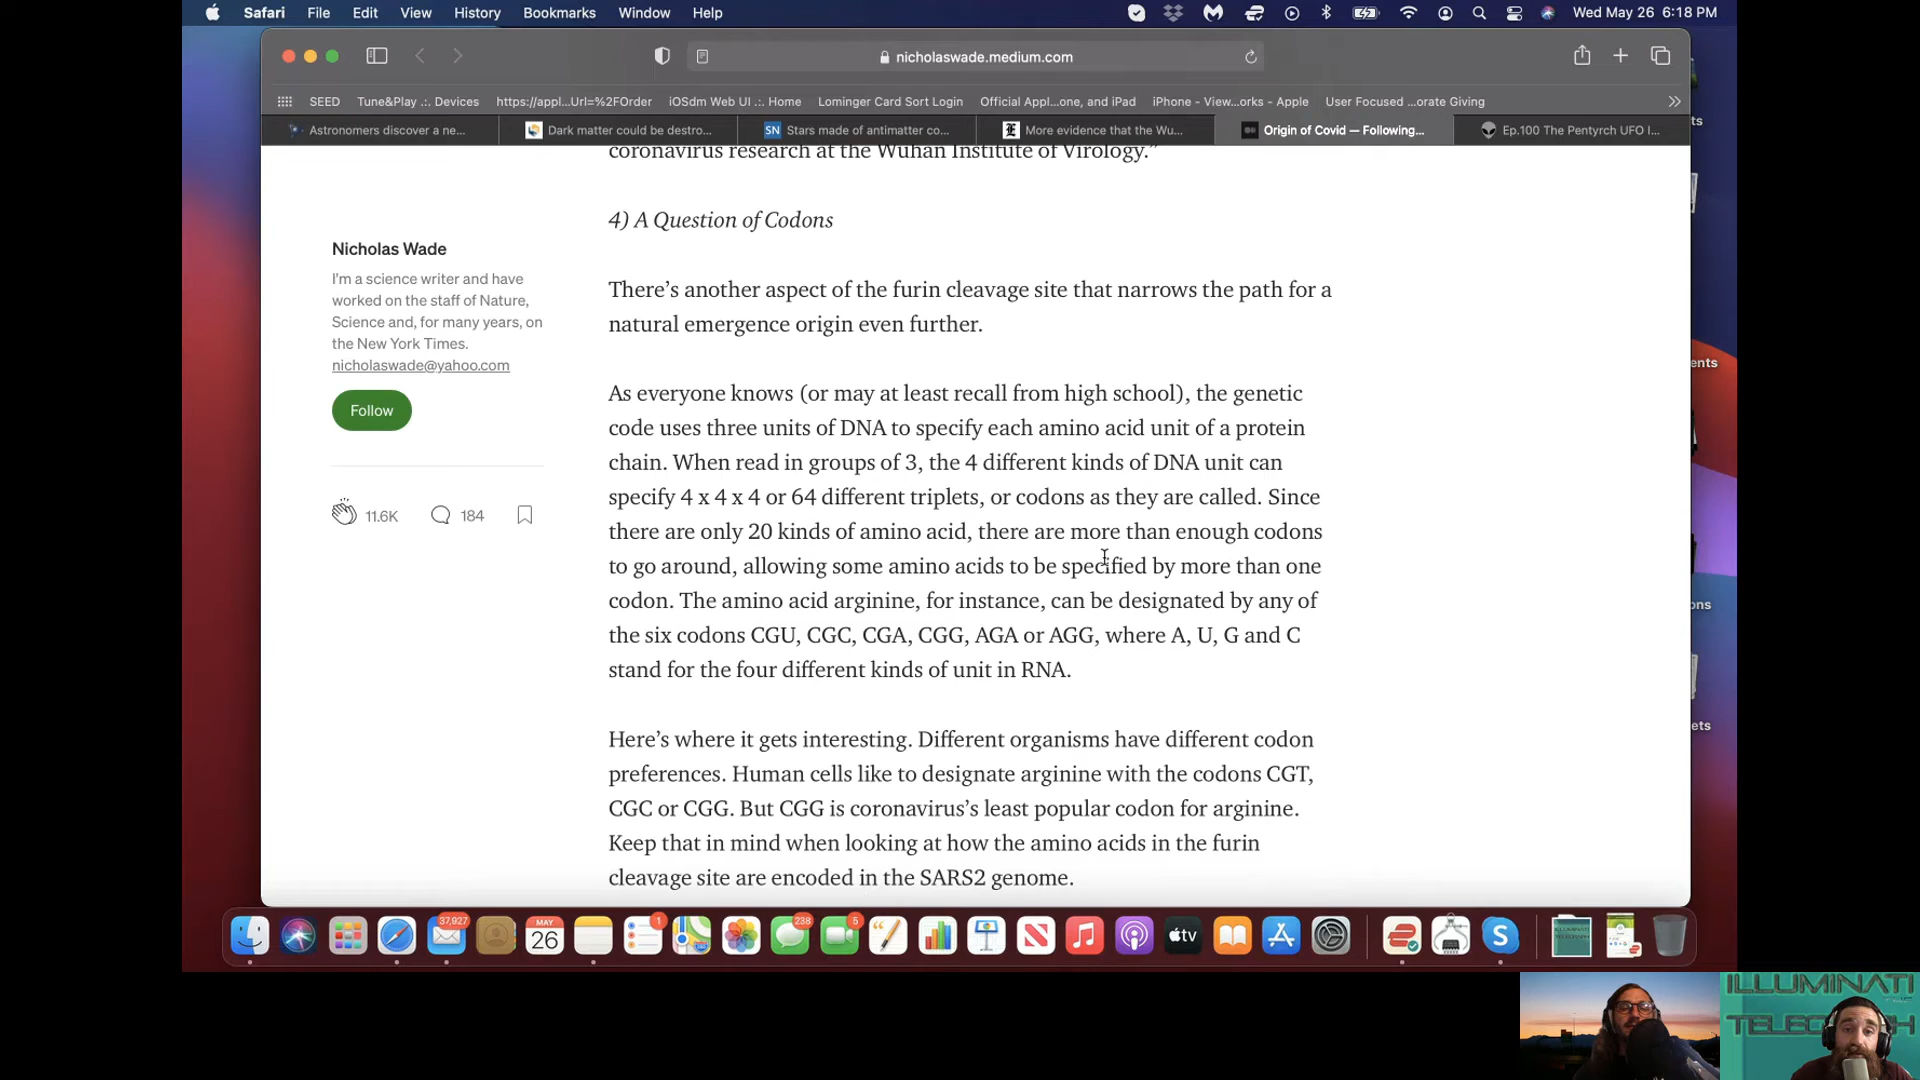 Safari File Edit View History Bookmarks Window Help Wed May 26 6:18 PM
nicholaswade.medium.com
SEED Tune&Play .:. Devices https://appl...Url=%2FOrder iOSdm Web UI .:. Home Lominger Card Sort Login Official Appl...one, and iPad iPhone - View...orks - Apple User Focused ...orate Giving
Astronomers discover a ne... Dark matter could be destro... SN Stars made of antimatter co... More evidence that the Wu... Origin of Covid — Following... Ep.100 The Pentyrch UFO I...
coronavirus research at the Wuhan Institute of Virology.”
4) A Question of Codons
Nicholas Wade
I'm a science writer and have
worked on the staff of Nature,
Science and, for many years, on
the New York Times.
nicholaswade@yahoo.com
Follow
11.6K 184
There’s another aspect of the furin cleavage site that narrows the path for a
natural emergence origin even further.
As everyone knows (or may at least recall from high school), the genetic
code uses three units of DNA to specify each amino acid unit of a protein
chain. When read in groups of 3, the 4 different kinds of DNA unit can
specify 4 x 4 x 4 or 64 different triplets, or codons as they are called. Since
there are only 20 kinds of amino acid, there are more than enough codons
to go around, allowing some amino acids to be specified by more than one
codon. The amino acid arginine, for instance, can be designated by any of
the six codons CGU, CGC, CGA, CGG, AGA or AGG, where A, U, G and C
stand for the four different kinds of unit in RNA.
Here’s where it gets interesting. Different organisms have different codon
preferences. Human cells like to designate arginine with the codons CGT,
CGC or CGG. But CGG is coronavirus’s least popular codon for arginine.
Keep that in mind when looking at how the amino acids in the furin
cleavage site are encoded in the SARS2 genome.
ts
ents
ons
ets
37,927 MAY 26 1 238 5 tv
ILLUMINATI